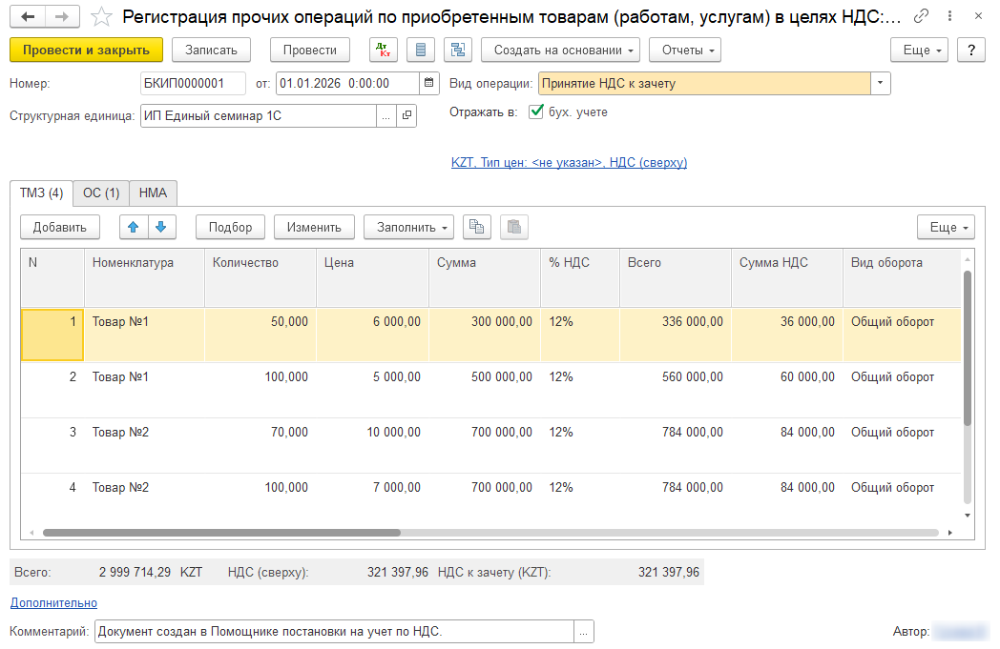 Регистрация прочих операций по приобретенным товарам (работам, услугам) в целях НДС:...
Провести и закрыть Записать Провести Дт Кт Создать на основании Отчеты Еще ?
Номер: БКИП0000001 от: 01.01.2026 0:00:00 Вид операции: Принятие НДС к зачету
Структурная единица: ИП Единый семинар 1С ... Отражать в: бух. учете
KZT, Тип цен: <не указан>, НДС (сверху)
ТМЗ (4) ОС (1) НМА
Добавить Подбор Изменить Заполнить Еще
N Номенклатура Количество Цена Сумма % НДС Всего Сумма НДС Вид оборота
1 Товар №1 50,000 6 000,00 300 000,00 12% 336 000,00 36 000,00 Общий оборот
2 Товар №1 100,000 5 000,00 500 000,00 12% 560 000,00 60 000,00 Общий оборот
3 Товар №2 70,000 10 000,00 700 000,00 12% 784 000,00 84 000,00 Общий оборот
4 Товар №2 100,000 7 000,00 700 000,00 12% 784 000,00 84 000,00 Общий оборот
Всего: 2 999 714,29 KZT НДС (сверху): 321 397,96 НДС к зачету (KZT): 321 397,96
Дополнительно
Комментарий: Документ создан в Помощнике постановки на учет по НДС. ... Автор: